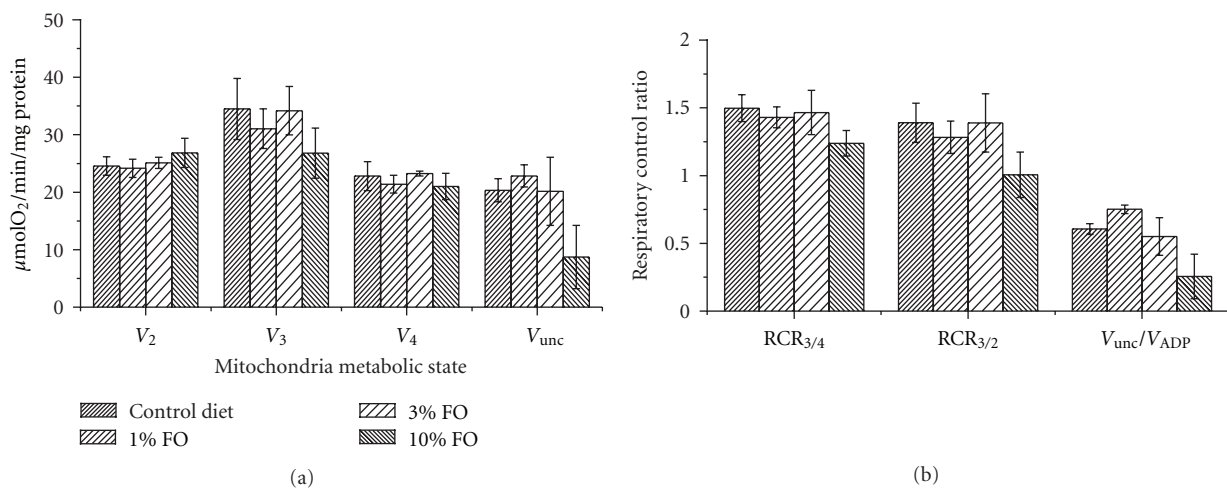 50
40
30
20
10
0
μmolO₂/min/mg protein
V₂ V₃ V₄ Vunc
Mitochondria metabolic state
Control diet
1% FO
3% FO
10% FO
(a)
2
1.5
1
0.5
0
Respiratory control ratio
RCR₃/₄ RCR₃/₂ Vunc/VADP
(b)